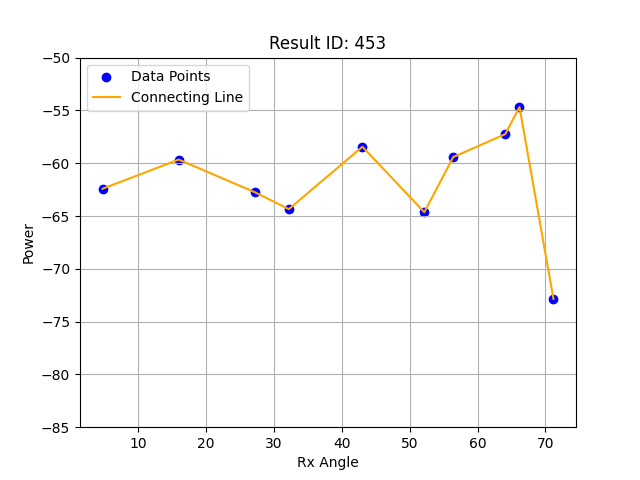 Result ID: 453
Data Points
Connecting Line
−50
−55
−60
−65
−70
−75
−80
−85
Power
10 20 30 40 50 60 70
Rx Angle